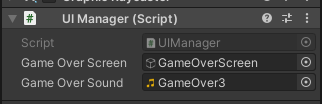 UI Manager (Script)
Script UIManager
Game Over Screen GameOverScreen
Game Over Sound GameOver3